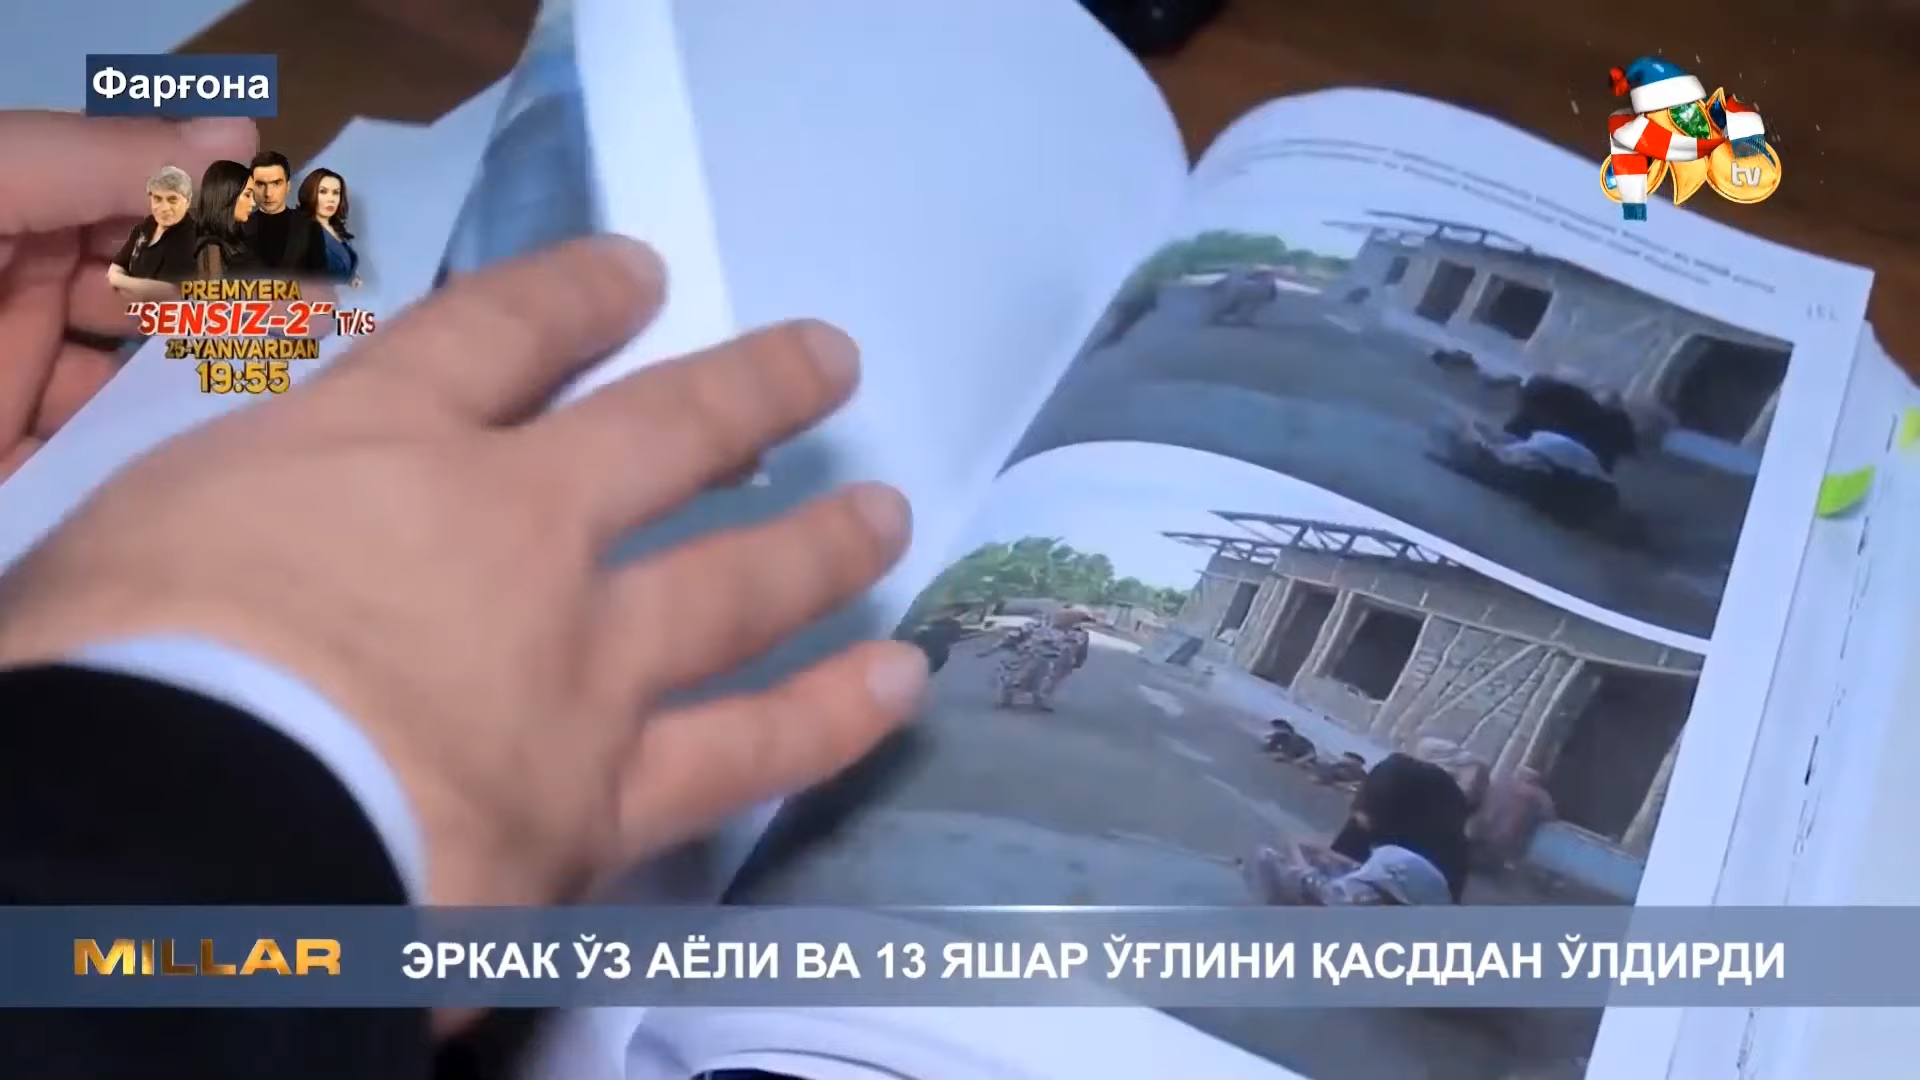 Фарғона
tv
PREMYERA
"SENSIZ-2" T/S
25-YANVARDAN
19:55
MILLAR
ЭРКАК ЎЗ АЁЛИ ВА 13 ЯШАР ЎҒЛИНИ ҚАСДДАН ЎЛДИРДИ